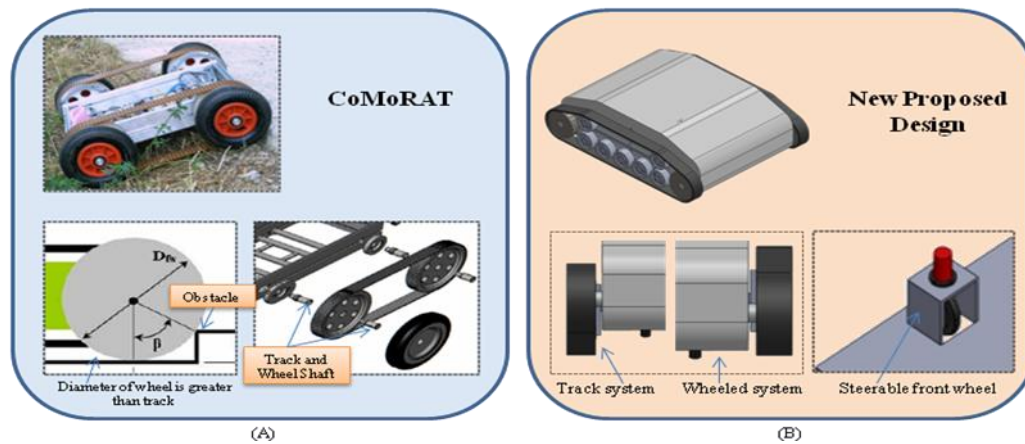 CoMoRAT
D_fw
Obstacle
β
Track and
Wheel Shaft
Diameter of wheel is greater
than track
(A)
New Proposed
Design
Track system
Wheeled system
Steerable front wheel
(B)